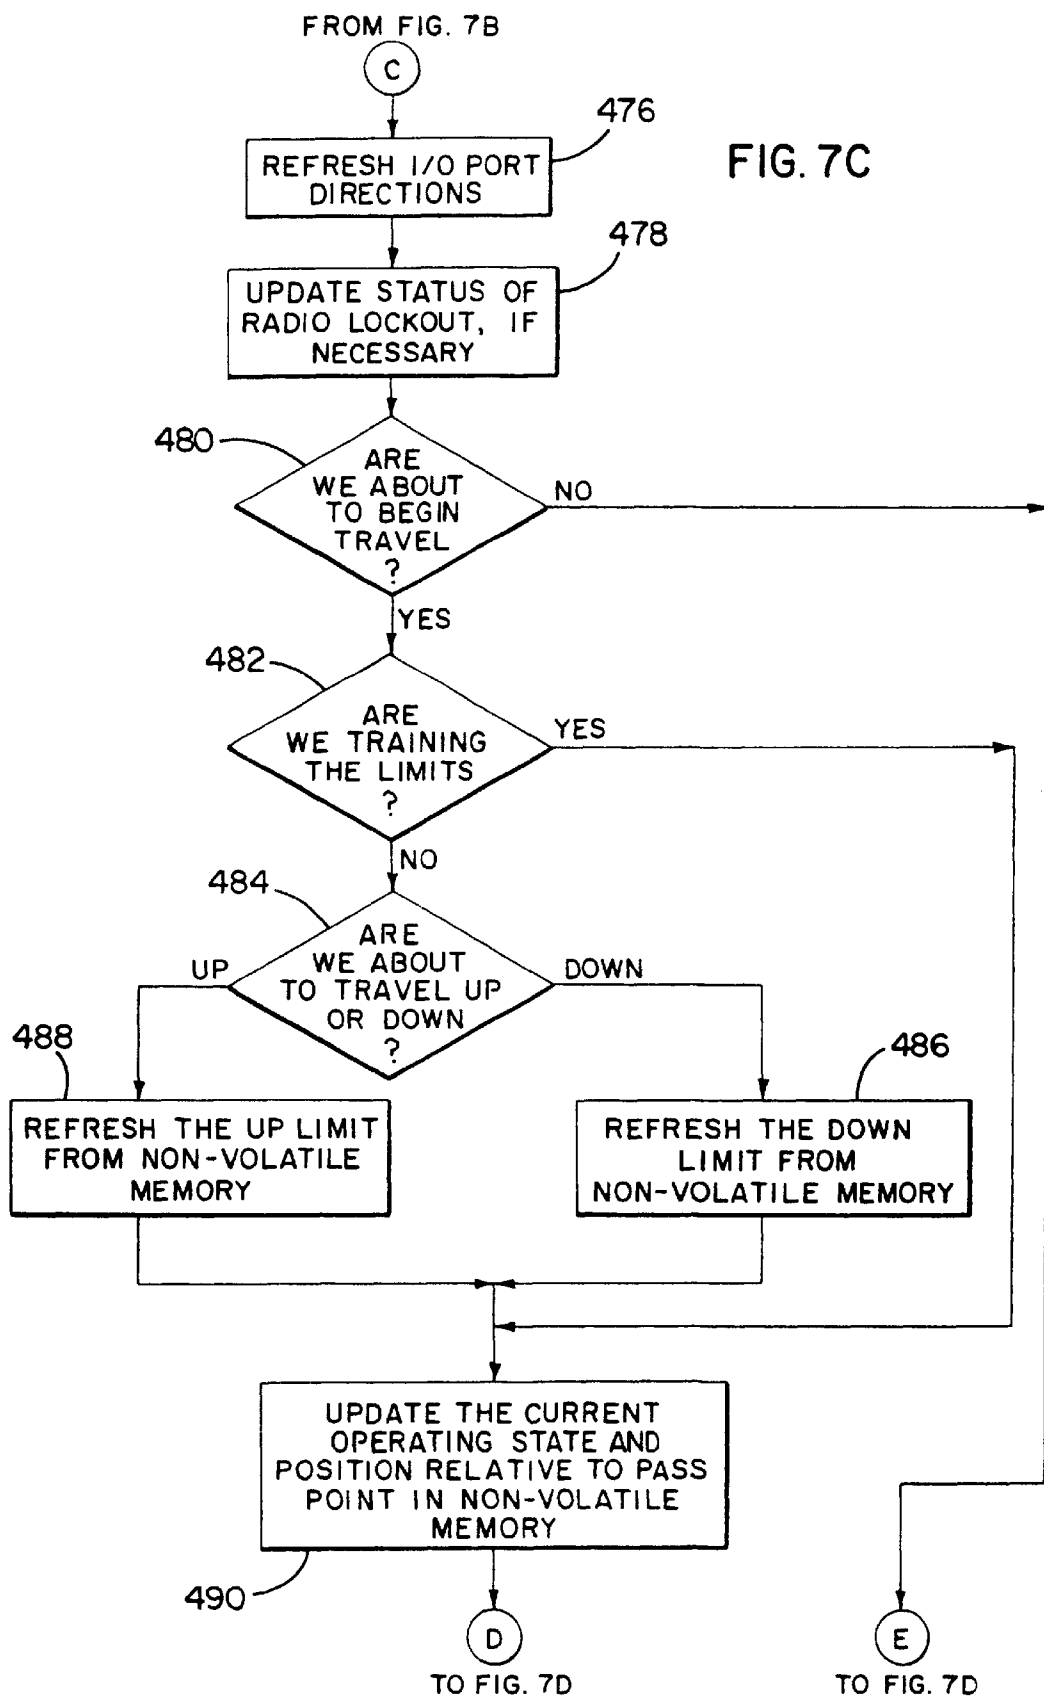 FROM FIG. 7B
C
476
FIG. 7C
REFRESH I/O PORT
DIRECTIONS
478
UPDATE STATUS OF
RADIO LOCKOUT, IF
NECESSARY
480
ARE
WE ABOUT
TO BEGIN
TRAVEL
?
NO
YES
482
ARE
WE TRAINING
THE LIMITS
?
YES
NO
484
ARE
WE ABOUT
TO TRAVEL UP
OR DOWN
?
UP
DOWN
488
486
REFRESH THE UP LIMIT
FROM NON-VOLATILE
MEMORY
REFRESH THE DOWN
LIMIT FROM
NON-VOLATILE MEMORY
UPDATE THE CURRENT
OPERATING STATE AND
POSITION RELATIVE TO PASS
POINT IN NON-VOLATILE
MEMORY
490
D
TO FIG. 7D
E
TO FIG. 7D